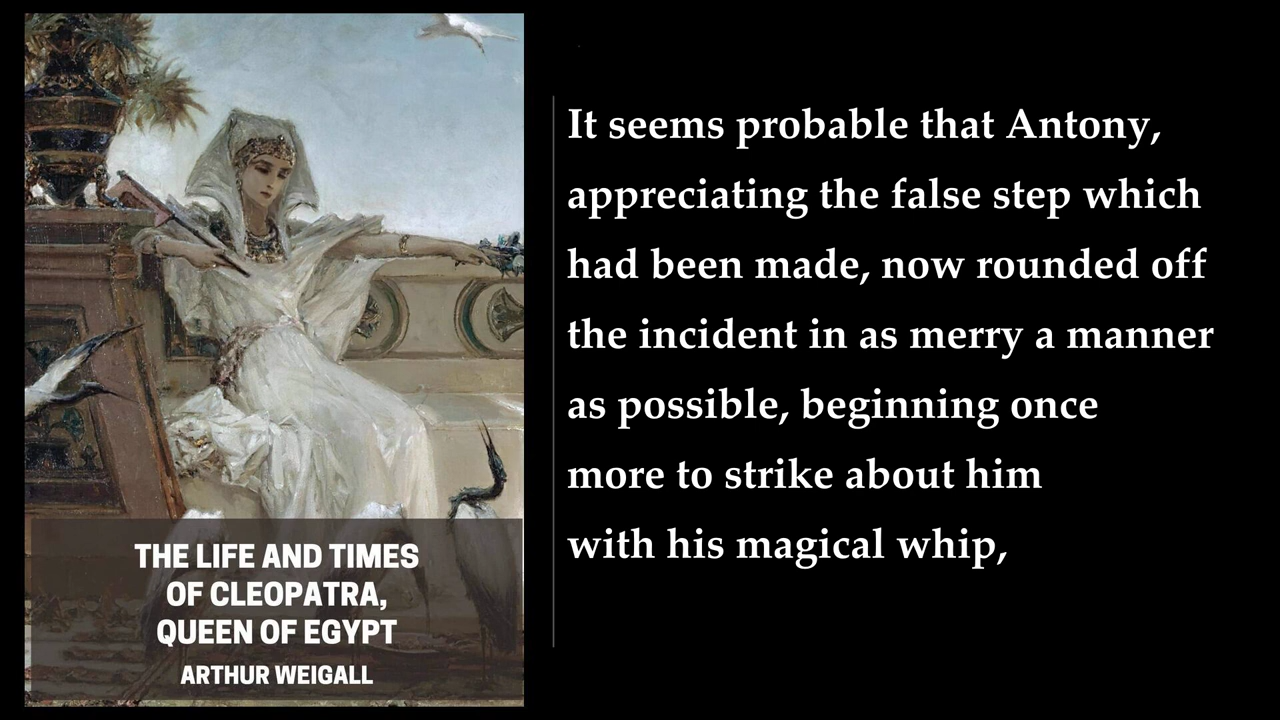 THE LIFE AND TIMES
OF CLEOPATRA,
QUEEN OF EGYPT
ARTHUR WEIGALL
It seems probable that Antony,
appreciating the false step which
had been made, now rounded off
the incident in as merry a manner
as possible, beginning once
more to strike about him
with his magical whip,